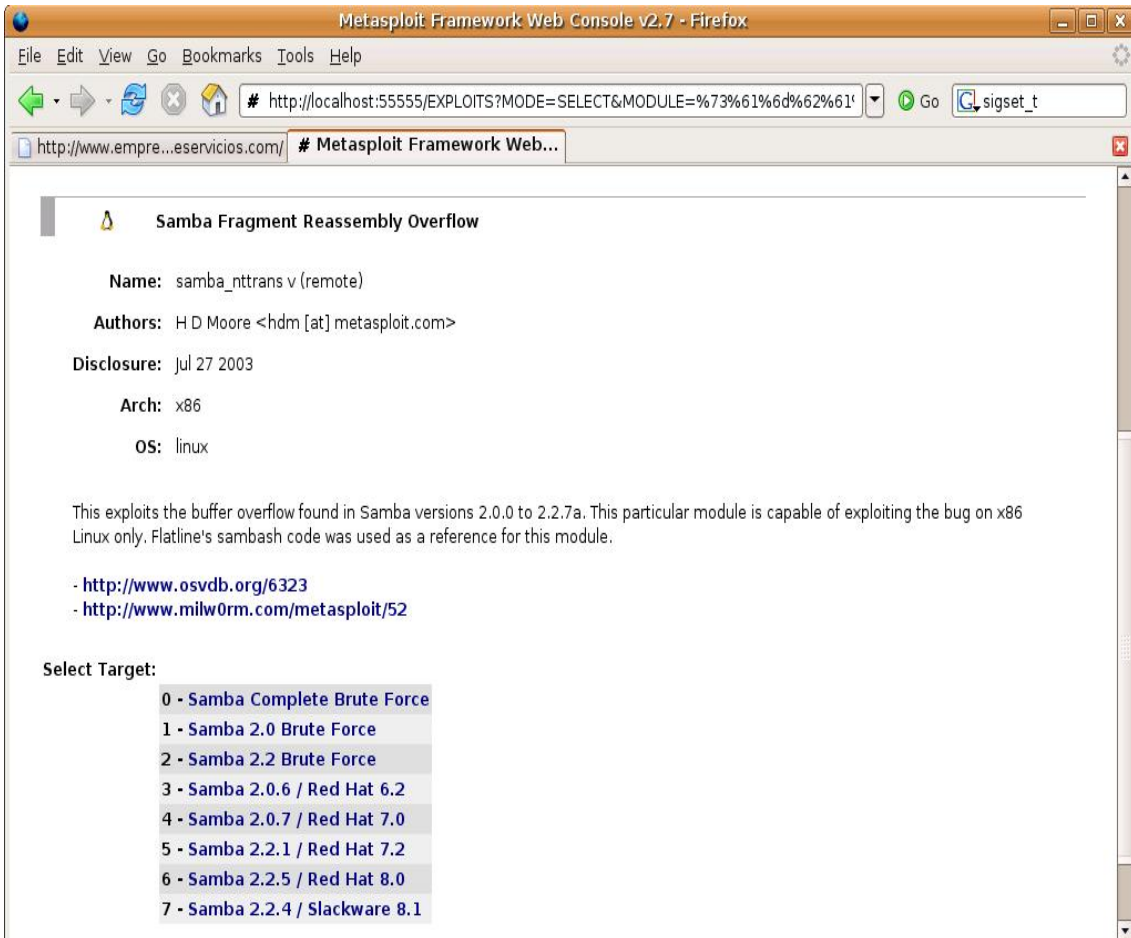 Metasploit Framework Web Console v2.7 - Firefox
File Edit View Go Bookmarks Tools Help
# http://localhost:55555/EXPLOITS?MODE=SELECT&MODULE=%73%61%6d%62%61 Go G sigset_t
http://www.empre...eservicios.com/ # Metasploit Framework Web...
Samba Fragment Reassembly Overflow
Name: samba_nttrans v (remote)
Authors: H D Moore <hdm [at] metasploit.com>
Disclosure: Jul 27 2003
Arch: x86
OS: linux
This exploits the buffer overflow found in Samba versions 2.0.0 to 2.2.7a. This particular module is capable of exploiting the bug on x86
Linux only. Flatline's sambash code was used as a reference for this module.
- http://www.osvdb.org/6323
- http://www.milw0rm.com/metasploit/52
Select Target:
0 - Samba Complete Brute Force
1 - Samba 2.0 Brute Force
2 - Samba 2.2 Brute Force
3 - Samba 2.0.6 / Red Hat 6.2
4 - Samba 2.0.7 / Red Hat 7.0
5 - Samba 2.2.1 / Red Hat 7.2
6 - Samba 2.2.5 / Red Hat 8.0
7 - Samba 2.2.4 / Slackware 8.1